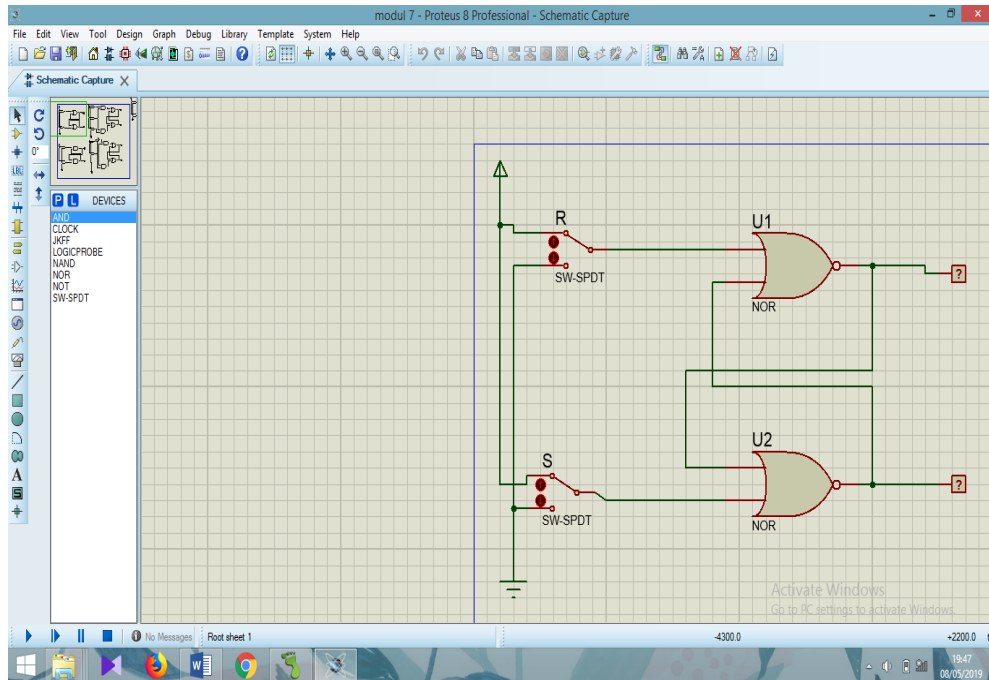 modul 7 - Proteus 8 Professional - Schematic Capture
File Edit View Tool Design Graph Debug Library Template System Help
Schematic Capture
0°
LBL
P L DEVICES
AND
CLOCK
JKFF
LOGICPROBE
NAND
NOR
NOT
SW-SPDT
A
S
R
SW-SPDT
U1
NOR
?
S
SW-SPDT
U2
NOR
?
Activate Windows
Go to PC settings to activate Windows.
No Messages Root sheet 1 -4300.0 +2200.0
19:47
08/05/2019